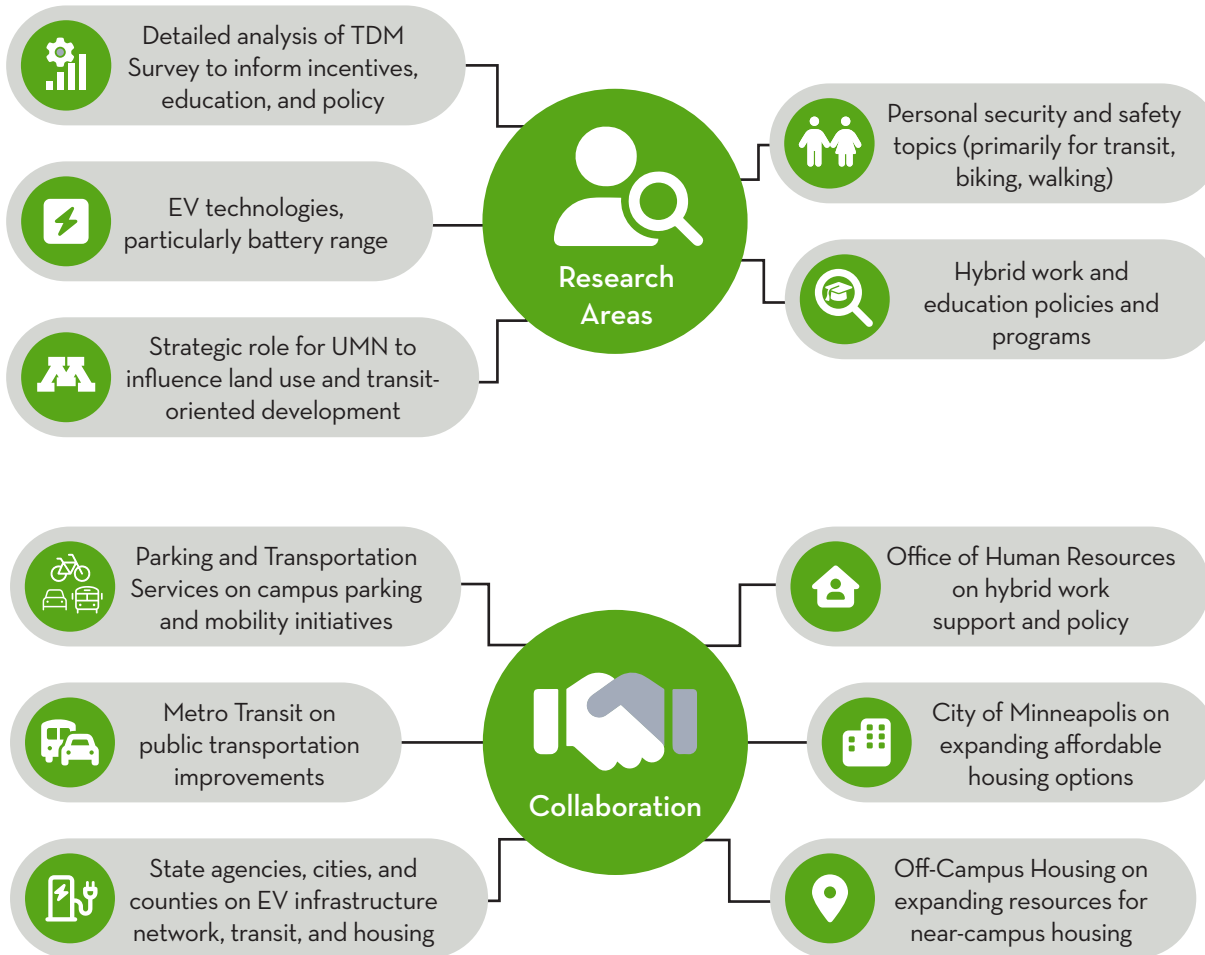 Detailed analysis of TDM
Survey to inform incentives,
education, and policy
EV technologies,
particularly battery range
Strategic role for UMN to
influence land use and transit-
oriented development
Research
Areas
Personal security and safety
topics (primarily for transit,
biking, walking)
Hybrid work and
education policies and
programs
Parking and Transportation
Services on campus parking
and mobility initiatives
Metro Transit on
public transportation
improvements
State agencies, cities, and
counties on EV infrastructure
network, transit, and housing
Collaboration
Office of Human Resources
on hybrid work
support and policy
City of Minneapolis on
expanding affordable
housing options
Off-Campus Housing on
expanding resources for
near-campus housing